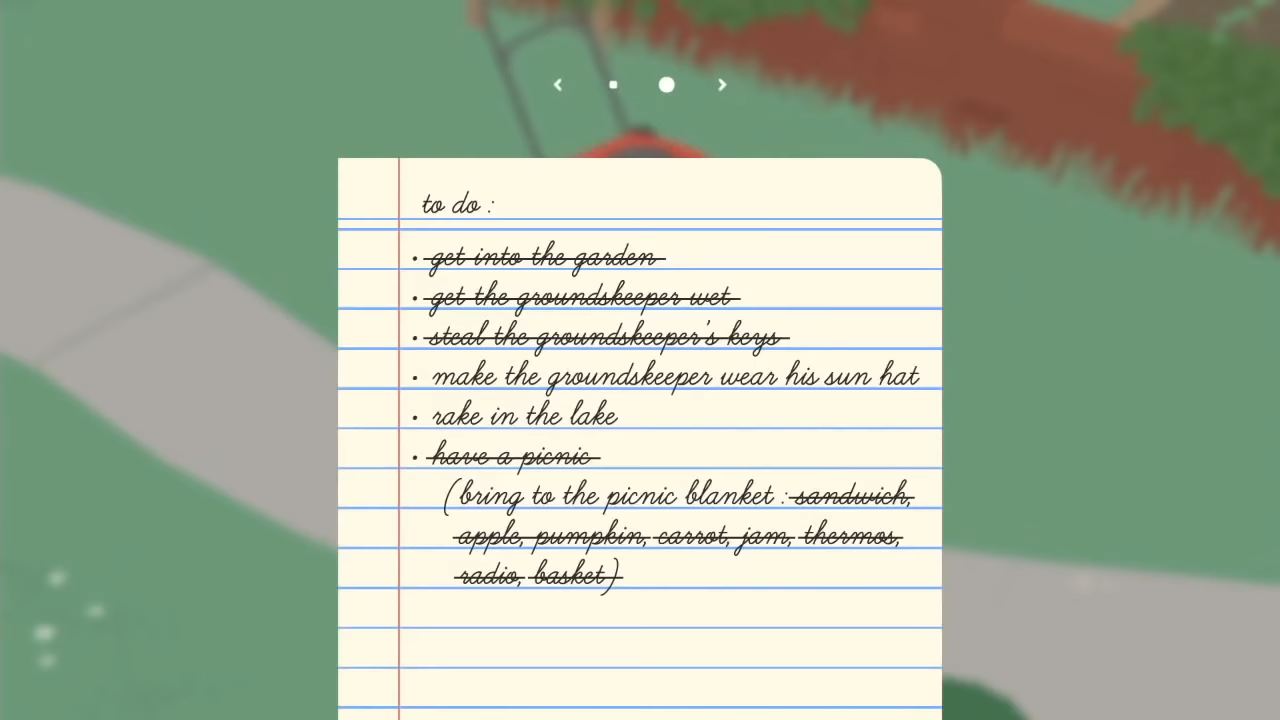 to do :
• get into the garden
• get the groundskeeper wet
• steal the groundskeeper's keys
• make the groundskeeper wear his sun hat
• rake in the lake
• have a picnic
(bring to the picnic blanket : sandwich,
apple, pumpkin, carrot, jam, thermos,
radio, basket)